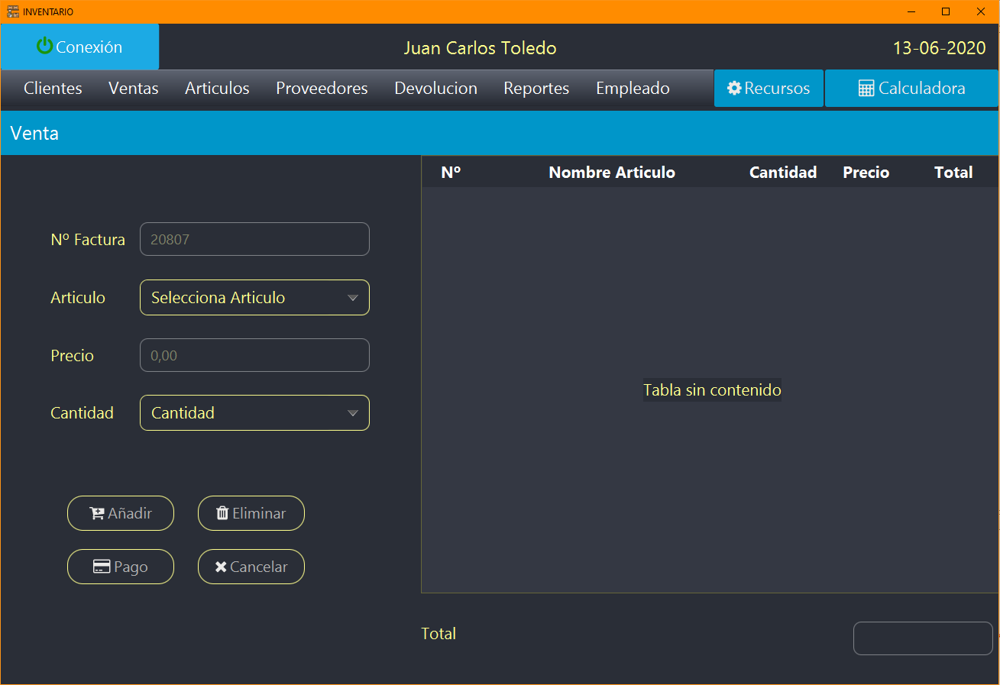 INVENTARIO
Conexión
Juan Carlos Toledo
13-06-2020
Clientes Ventas Articulos Proveedores Devolucion Reportes Empleado Recursos Calculadora
Venta
Nº Nombre Articulo Cantidad Precio Total
Nº Factura 20807
Articulo Selecciona Articulo
Precio 0,00
Cantidad Cantidad
Tabla sin contenido
Añadir Eliminar
Pago Cancelar
Total